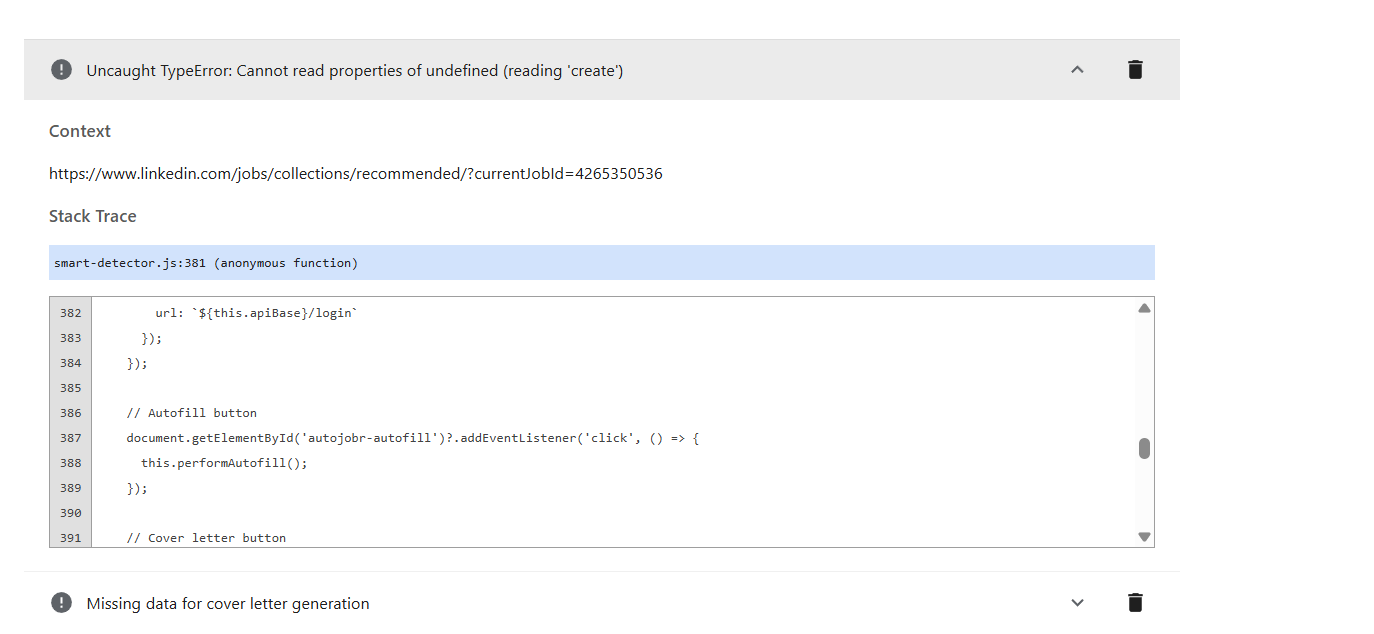 Uncaught TypeError: Cannot read properties of undefined (reading 'create')
Context
https://www.linkedin.com/jobs/collections/recommended/?currentJobId=4265350536
Stack Trace
smart-detector.js:381 (anonymous function)
382 url: `${this.apiBase}/login`
383 });
384 });
385
386 // Autofill button
387 document.getElementById('autojobr-autofill')?.addEventListener('click', () => {
388 this.performAutofill();
389 });
390
391 // Cover letter button
Missing data for cover letter generation